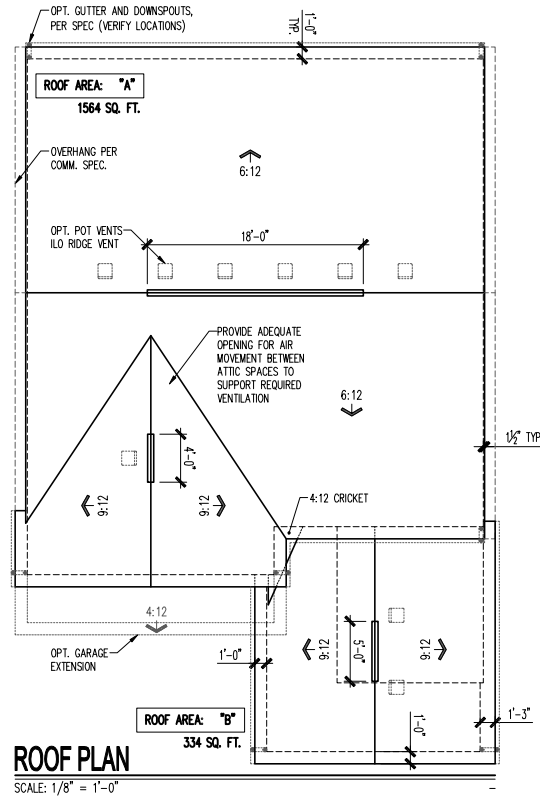 OPT. GUTTER AND DOWNSPOUTS,
PER SPEC (VERIFY LOCATIONS)
1'-0"
TYP.
ROOF AREA: "A"
1564 SQ. FT.
OVERHANG PER
COMM. SPEC.
6:12
OPT. POT VENTS
ILO RIDGE VENT
18'-0"
PROVIDE ADEQUATE
OPENING FOR AIR
MOVEMENT BETWEEN
ATTIC SPACES TO
SUPPORT REQUIRED
VENTILATION
6:12
1½" TYP
4'-0"
9:12
9:12
4:12 CRICKET
4:12
OPT. GARAGE
EXTENSION
1'-0"
9:12
5'-0"
9:12
ROOF AREA: "B"
334 SQ. FT.
1'-0"
1'-3"
ROOF PLAN
SCALE: 1/8" = 1'-0"